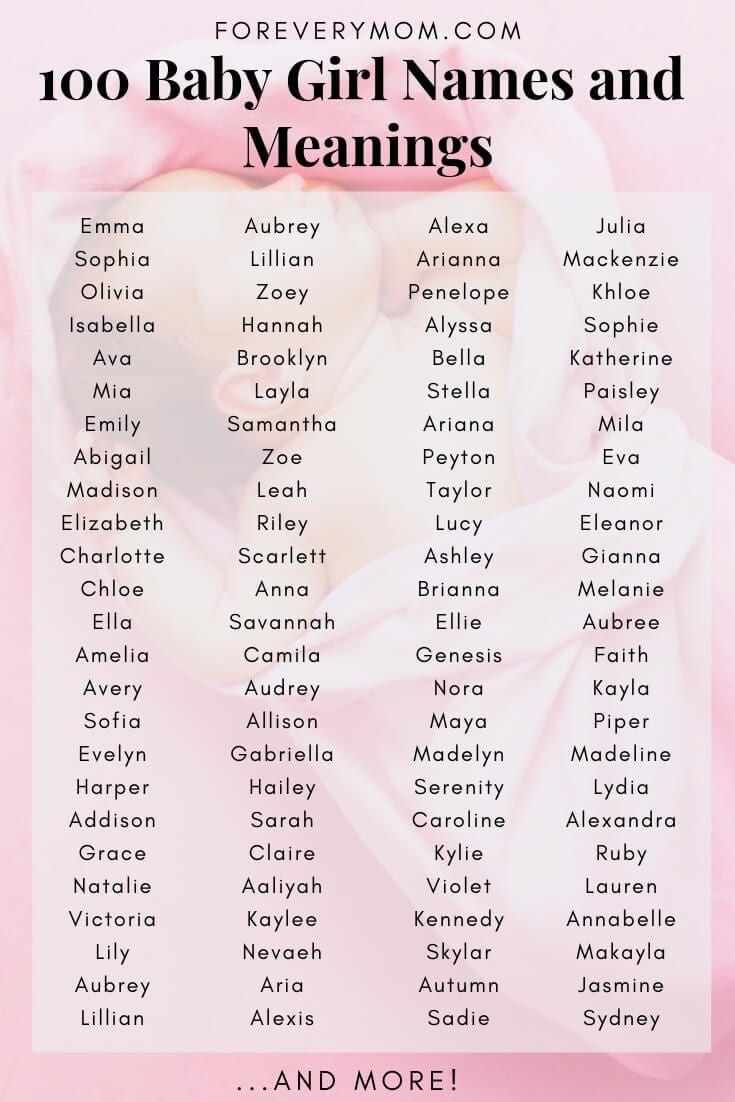 FOREVERYMOM.COM
100 Baby Girl Names and
Meanings
Emma Aubrey Alexa Julia
Sophia Lillian Arianna Mackenzie
Olivia Zoey Penelope Khloe
Isabella Hannah Alyssa Sophie
Ava Brooklyn Bella Katherine
Mia Layla Stella Paisley
Emily Samantha Ariana Mila
Abigail Zoe Peyton Eva
Madison Leah Taylor Naomi
Elizabeth Riley Lucy Eleanor
Charlotte Scarlett Ashley Gianna
Chloe Anna Brianna Melanie
Ella Savannah Ellie Aubree
Amelia Camila Genesis Faith
Avery Audrey Nora Kayla
Sofia Allison Maya Piper
Evelyn Gabriella Madelyn Madeline
Harper Hailey Serenity Lydia
Addison Sarah Caroline Alexandra
Grace Claire Kylie Ruby
Natalie Aaliyah Violet Lauren
Victoria Kaylee Kennedy Annabelle
Lily Nevaeh Skylar Makayla
Aubrey Aria Autumn Jasmine
Lillian Alexis Sadie Sydney
...AND MORE!